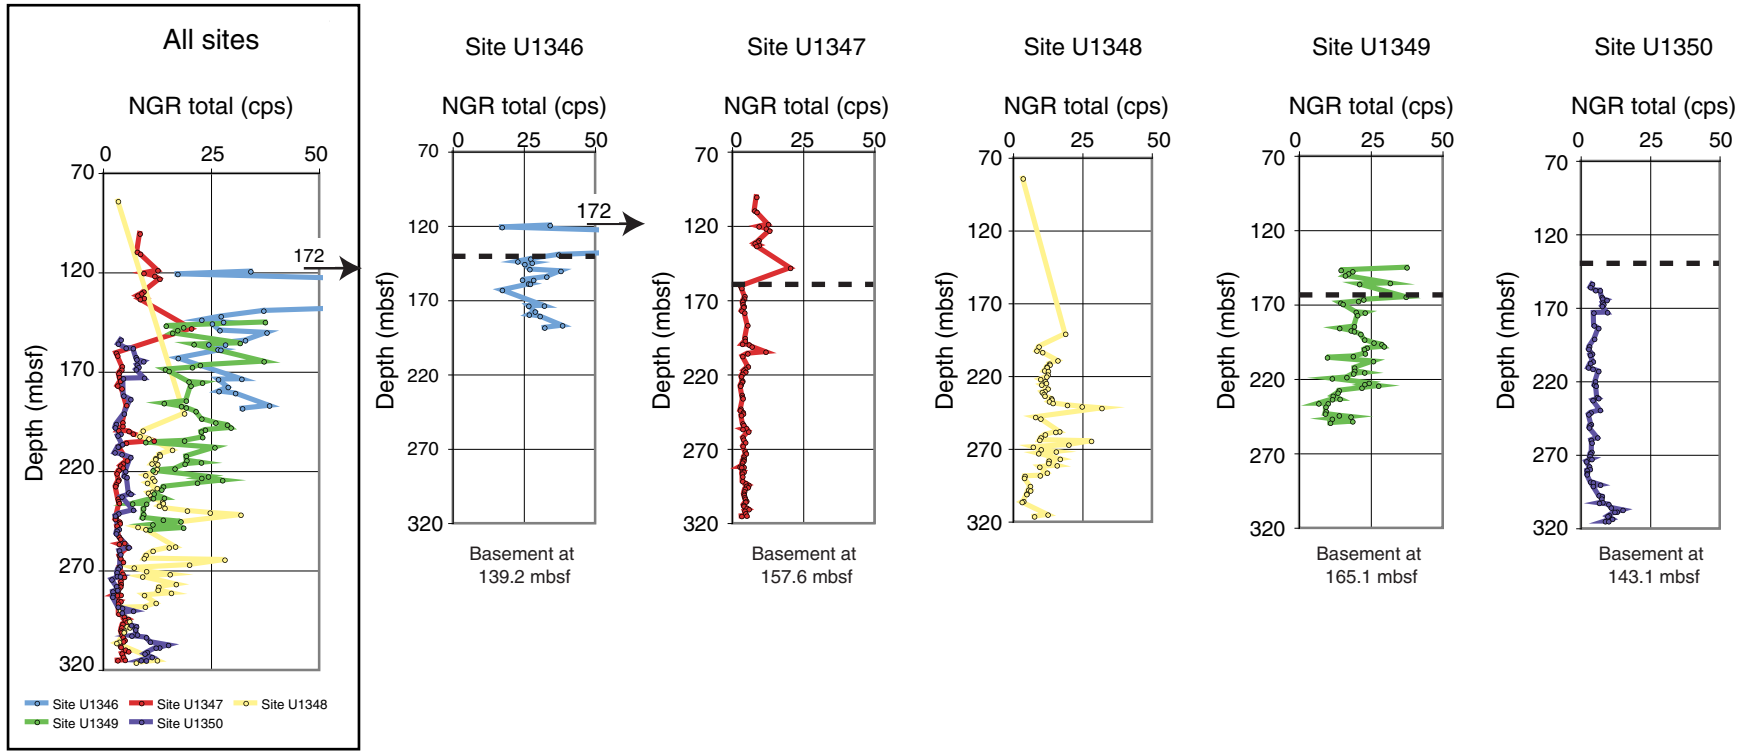 All sites
NGR total (cps)
0 25 50
70
120
170
220
270
320
Depth (mbsf)
172
Site U1346
Site U1347
Site U1348
Site U1349
Site U1350
Site U1346
NGR total (cps)
0 25 50
70
120
170
220
270
320
Depth (mbsf)
172
Basement at
139.2 mbsf
Site U1347
NGR total (cps)
0 25 50
70
120
170
220
270
320
Depth (mbsf)
Basement at
157.6 mbsf
Site U1348
NGR total (cps)
0 25 50
70
120
170
220
270
320
Depth (mbsf)
Site U1349
NGR total (cps)
0 25 50
70
120
170
220
270
320
Depth (mbsf)
Basement at
165.1 mbsf
Site U1350
NGR total (cps)
0 25 50
70
120
170
220
270
320
Depth (mbsf)
Basement at
143.1 mbsf